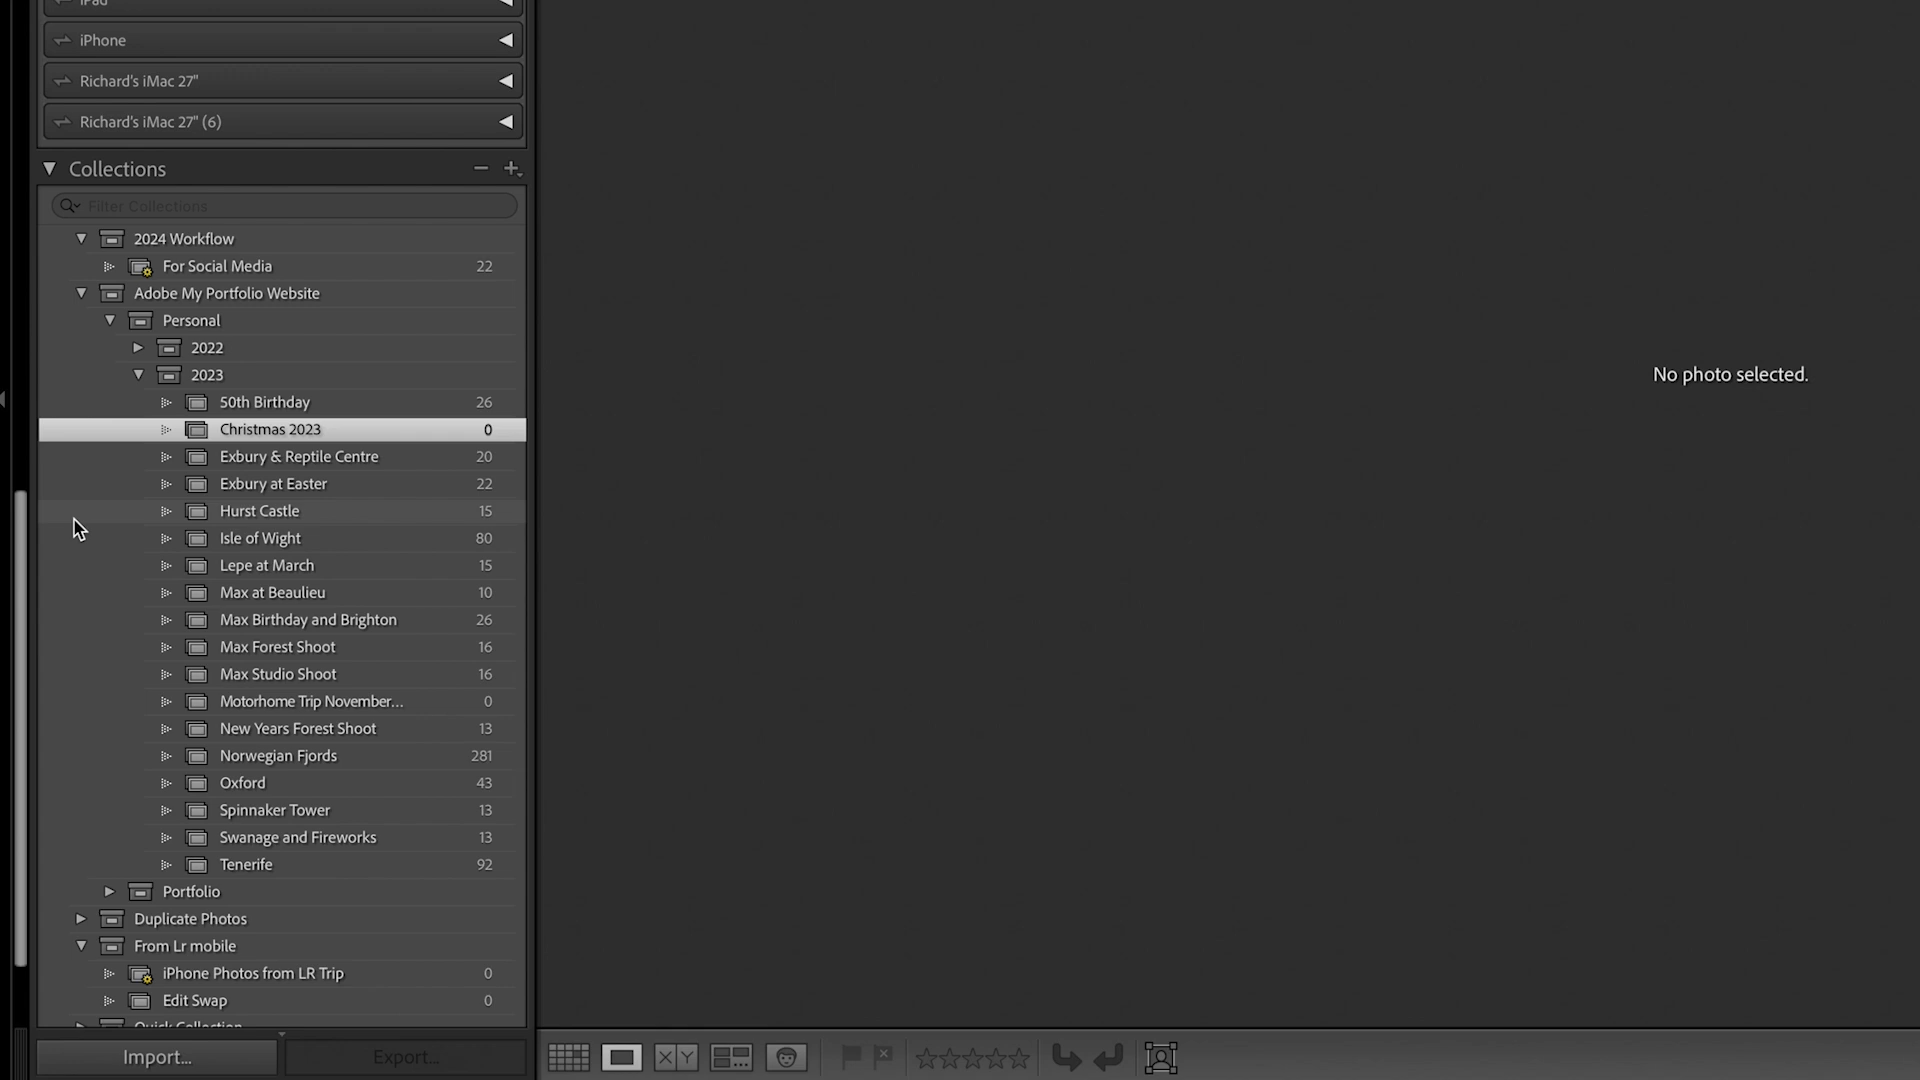 iPad
iPhone
Richard's iMac 27"
Richard's iMac 27" (6)
Collections
Filter Collections
2024 Workflow
For Social Media 22
Adobe My Portfolio Website
Personal
2022
2023
50th Birthday 26
Christmas 2023 0
Exbury & Reptile Centre 20
Exbury at Easter 22
Hurst Castle 15
Isle of Wight 80
Lepe at March 15
Max at Beaulieu 10
Max Birthday and Brighton 26
Max Forest Shoot 16
Max Studio Shoot 16
Motorhome Trip November... 0
New Years Forest Shoot 13
Norwegian Fjords 281
Oxford 43
Spinnaker Tower 13
Swanage and Fireworks 13
Tenerife 92
Portfolio
Duplicate Photos
From Lr mobile
iPhone Photos from LR Trip 0
Edit Swap 0
Quick Collection
Import...
Export...
X Y
No photo selected.